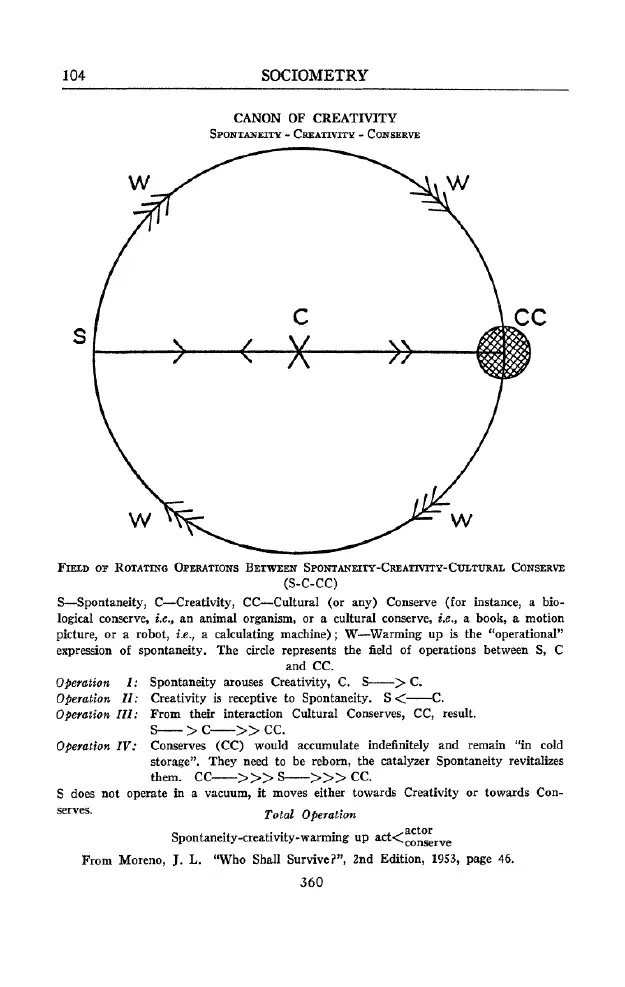 104 SOCIOMETRY
CANON OF CREATIVITY
SPONTANEITY - CREATIVITY - CONSERVE
W W
C CC
S
W W
FIELD OF ROTATING OPERATIONS BETWEEN SPONTANEITY-CREATIVITY-CULTURAL CONSERVE
(S-C-CC)
S—Spontaneity, C—Creativity, CC—Cultural (or any) Conserve (for instance, a bio-
logical conserve, i.e., an animal organism, or a cultural conserve, i.e., a book, a motion
picture, or a robot, i.e., a calculating machine); W—Warming up is the "operational"
expression of spontaneity. The circle represents the field of operations between S, C
and CC.
Operation I: Spontaneity arouses Creativity, C. S——> C.
Operation II: Creativity is receptive to Spontaneity. S <——C.
Operation III: From their interaction Cultural Conserves, CC, result.
S—— > C——>> CC.
Operation IV: Conserves (CC) would accumulate indefinitely and remain "in cold
storage". They need to be reborn, the catalyzer Spontaneity revitalizes
them. CC——>>> S——>>> CC.
S does not operate in a vacuum, it moves either towards Creativity or towards Con-
serves.
Total Operation
Spontaneity-creativity-warming up act< actor
conserve
From Moreno, J. L. "Who Shall Survive?", 2nd Edition, 1953, page 46.
360